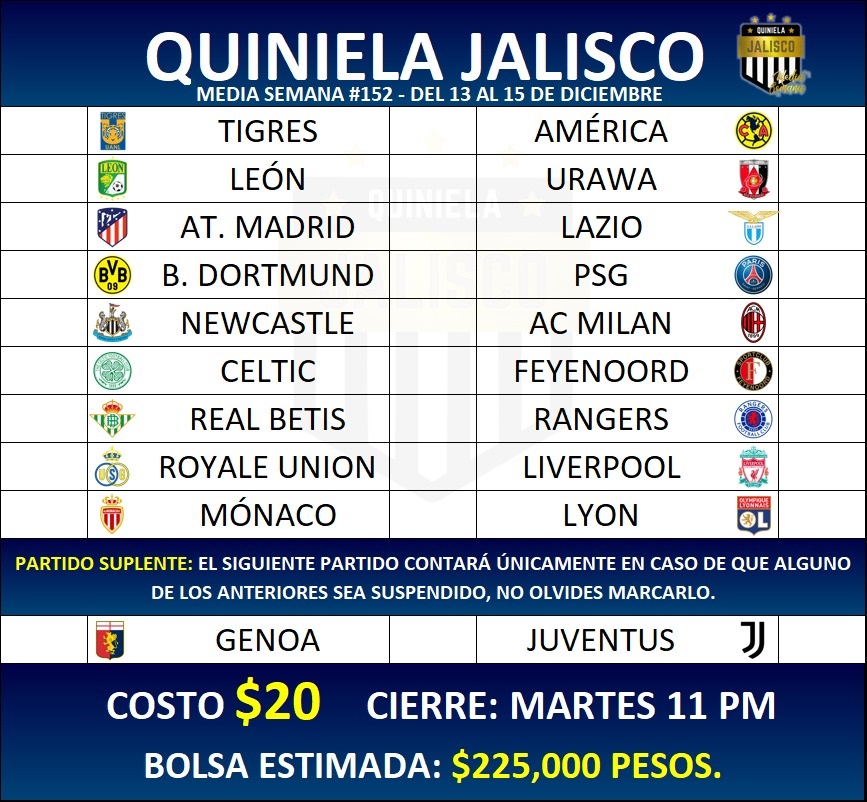 QUINIELA JALISCO
QUINIELA
JALISCO
Media
Semana
MEDIA SEMANA #152 - DEL 13 AL 15 DE DICIEMBRE
TIGRES AMÉRICA
LEÓN URAWA
QUINIELA
AT. MADRID LAZIO
B. DORTMUND PSG
JALISCO
NEWCASTLE AC MILAN
CELTIC FEYENOORD
REAL BETIS RANGERS
ROYALE UNION LIVERPOOL
MÓNACO LYON
PARTIDO SUPLENTE: EL SIGUIENTE PARTIDO CONTARÁ ÚNICAMENTE EN CASO DE QUE ALGUNO
DE LOS ANTERIORES SEA SUSPENDIDO, NO OLVIDES MARCARLO.
GENOA JUVENTUS
COSTO $20 CIERRE: MARTES 11 PM
BOLSA ESTIMADA: $225,000 PESOS.